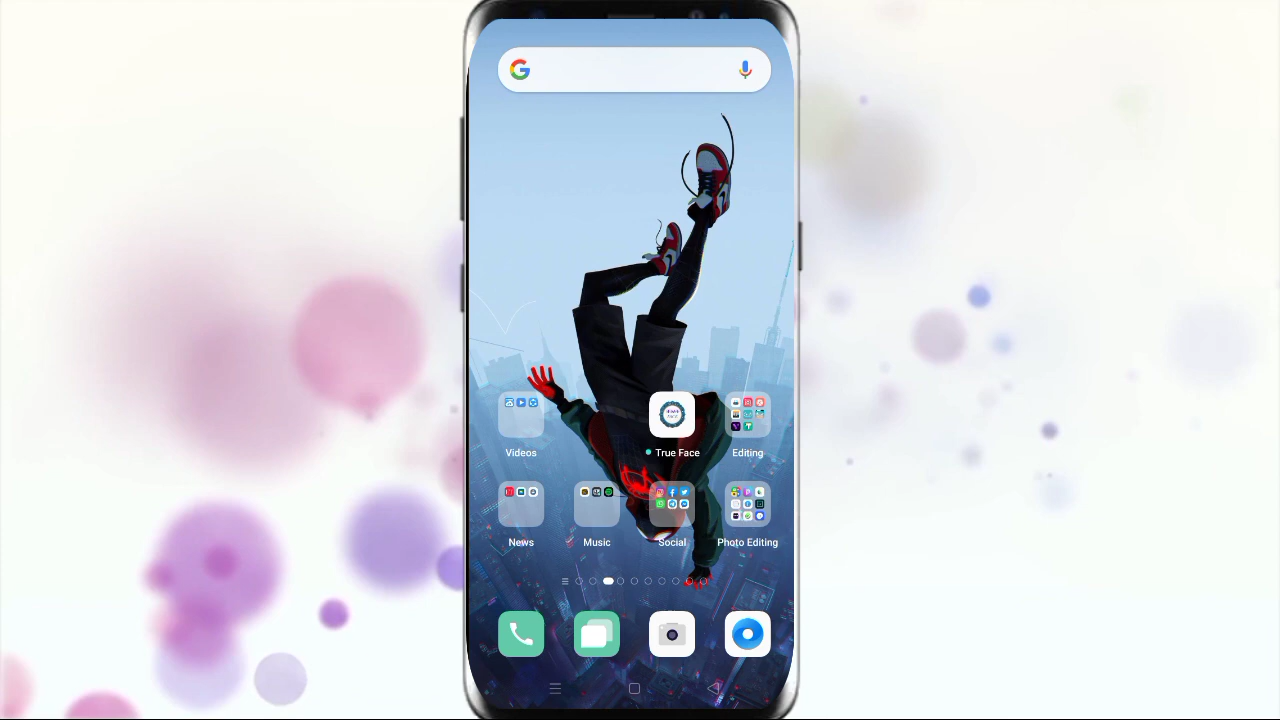 Videos
True Face
Editing
News
Music
Social
Photo Editing